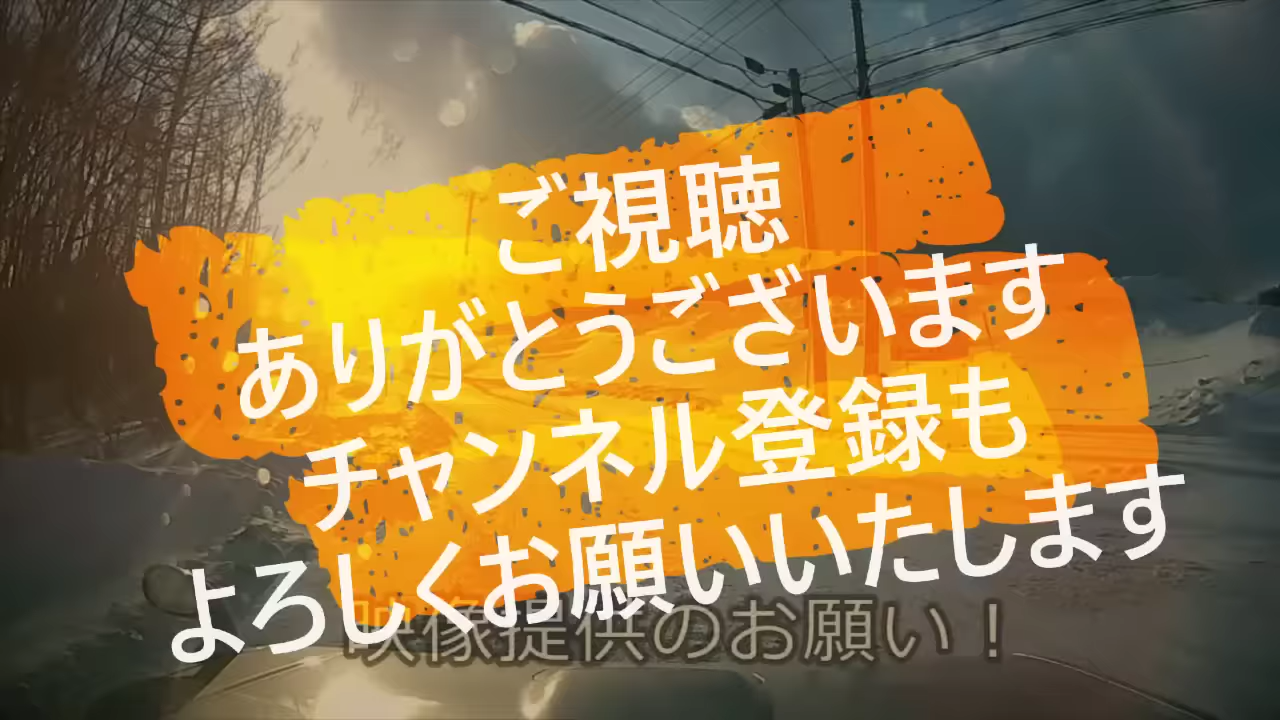 ご視聴
ありがとうございます
チャンネル登録も
よろしくお願いいたします
映像提供のお願い！